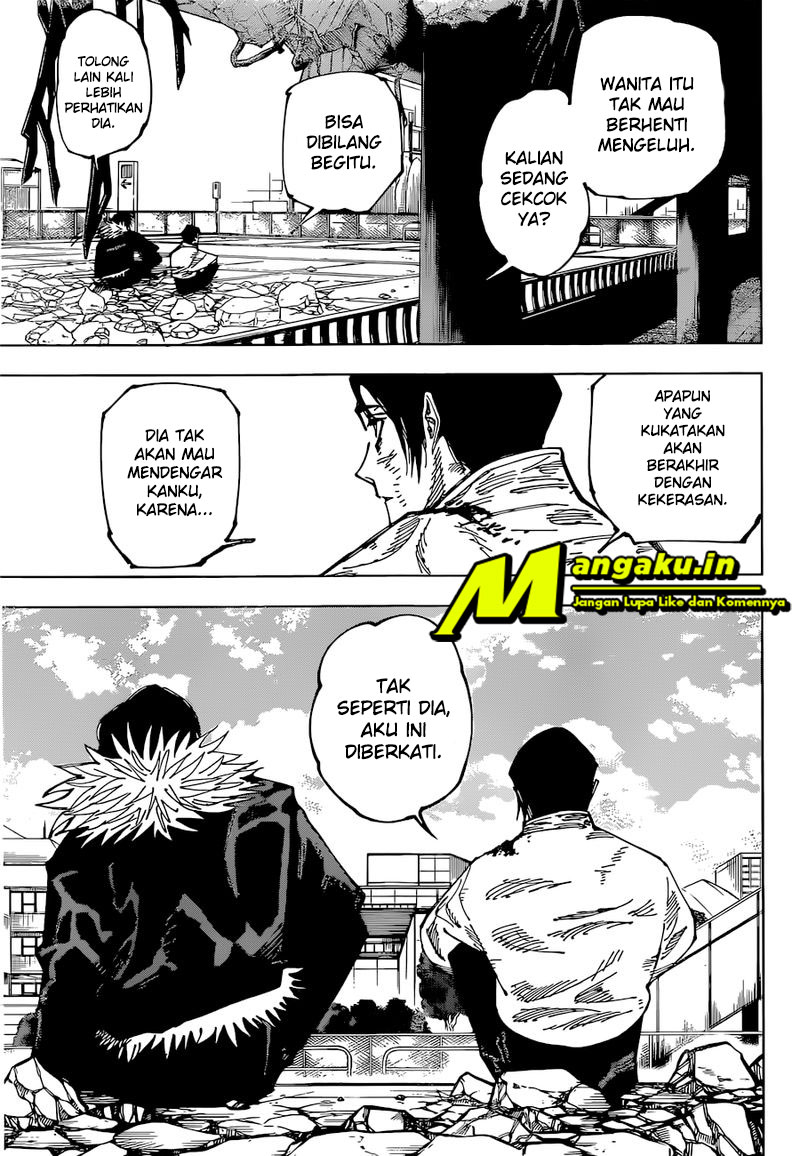 WANITA ITU
TAK MAU
BERHENTI
MENGELUH.
KALIAN
SEDANG
CEKCOK
YA?
BISA
DIBILANG
BEGITU.
TOLONG
LAIN KALI
LEBIH
PERHATIKAN
DIA.
APAPUN
YANG
KUKATAKAN
AKAN
BERAKHIR
DENGAN
KEKERASAN.
DIA TAK
AKAN MAU
MENDENGAR
KANKU,
KARENA...
Mangaku.in
Jangan Lupa Like dan Komennya
TAK
SEPERTI DIA,
AKU INI
DIBERKATI.